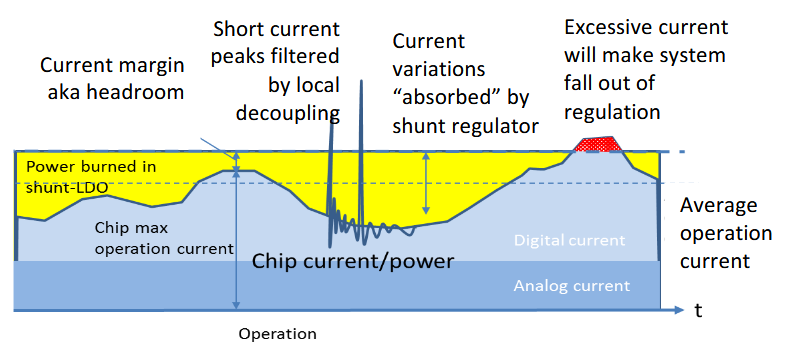 Short current
peaks filtered
by local
decoupling
Current margin
aka headroom
Current
variations
“absorbed” by
shunt regulator
Excessive current
will make system
fall out of
regulation
Power burned in
shunt-LDO
Chip max
operation current
Chip current/power
Digital current
Analog current
Average
operation
current
t
Operation